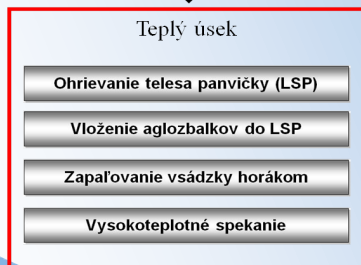 Teplý úsek
Ohrievanie telesa panvičky (LSP)
Vloženie aglozbalkov do LSP
Zapaľovanie vsádzky horákom
Vysokoteplotné spekanie